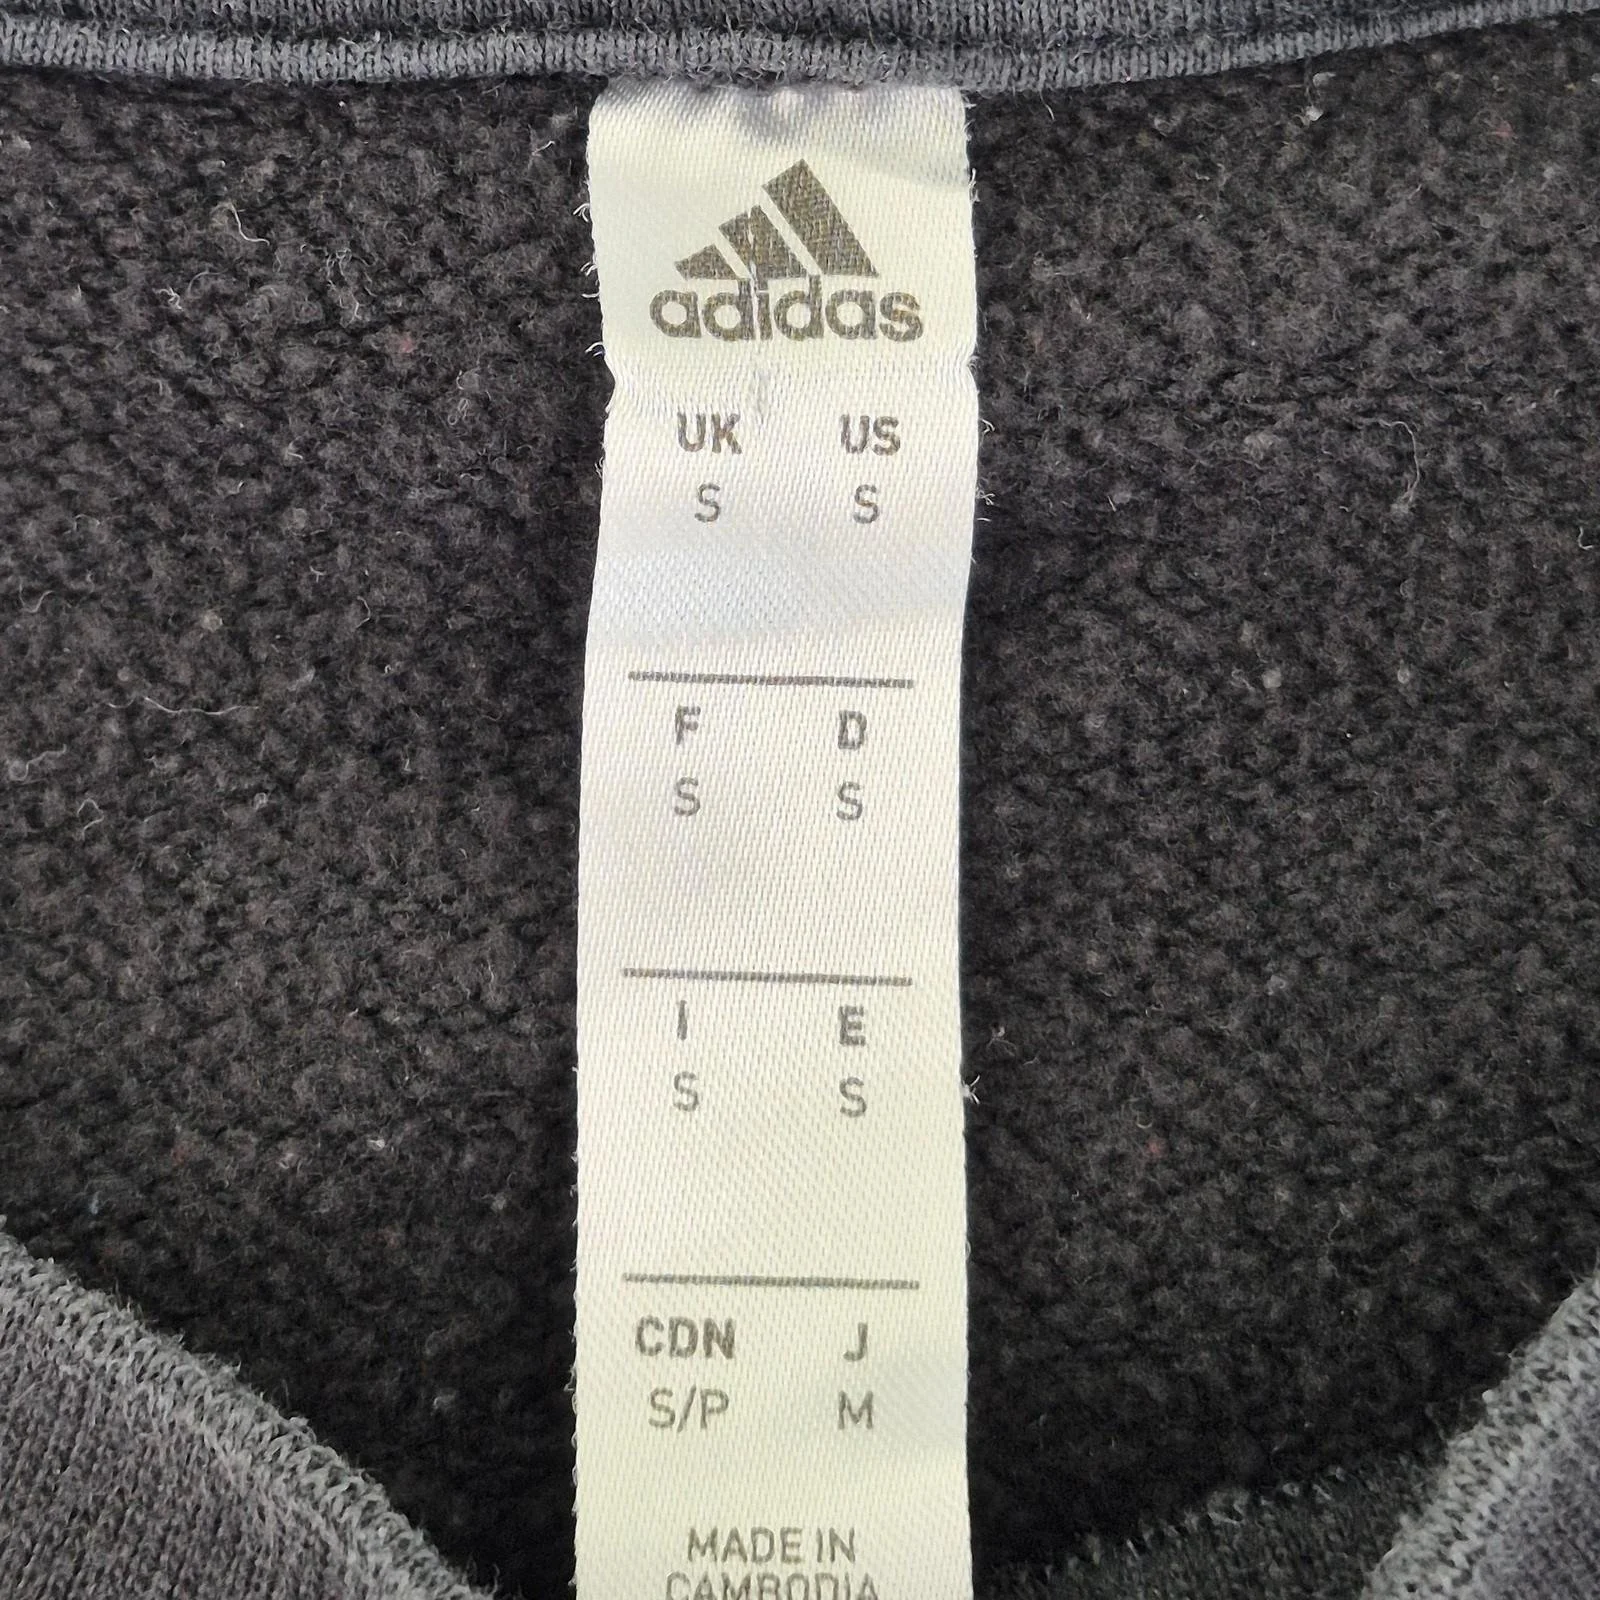 adidas
UK US
S S
F D
S S
I E
S S
CDN J
S/P M
MADE IN
CAMBODIA